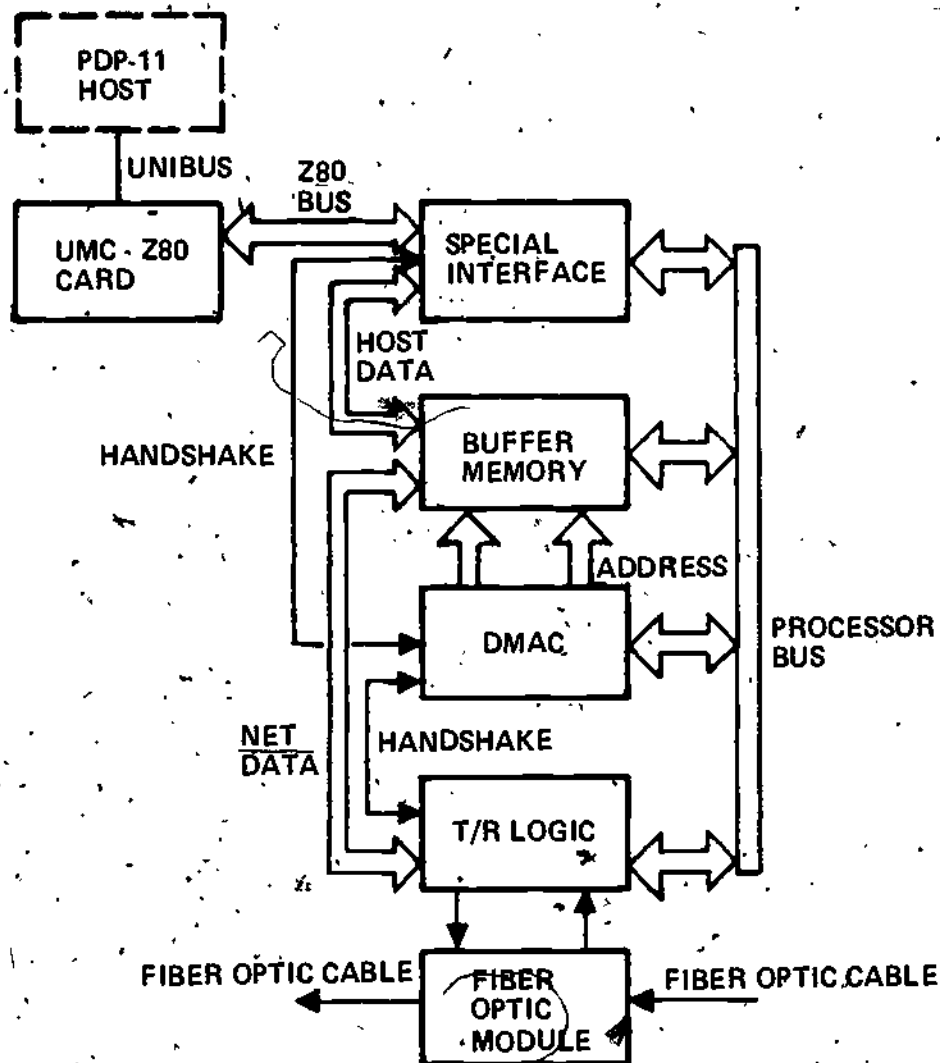 PDP-11
HOST
UNIBUS
Z80
BUS
UMC - Z80
CARD
SPECIAL
INTERFACE
HOST
DATA
HANDSHAKE
BUFFER
MEMORY
ADDRESS
DMAC
PROCESSOR
BUS
NET
DATA
HANDSHAKE
T/R LOGIC
FIBER OPTIC CABLE
FIBER
OPTIC
MODULE
FIBER OPTIC CABLE